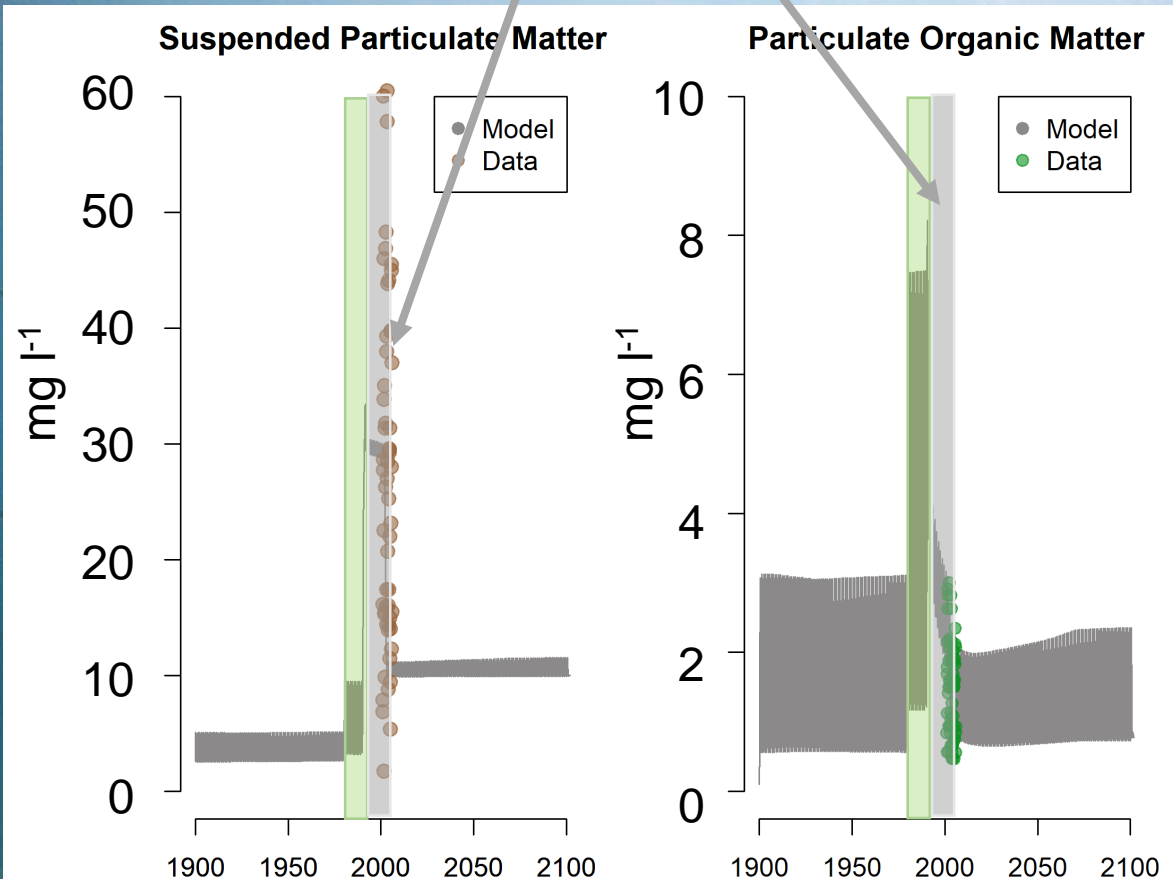 Suspended Particulate Matter
60
50
40
30
20
10
0
mg l-1
Model
Data
1900 1950 2000 2050 2100
Particulate Organic Matter
10
8
6
4
2
0
mg l-1
Model
Data
1900 1950 2000 2050 2100